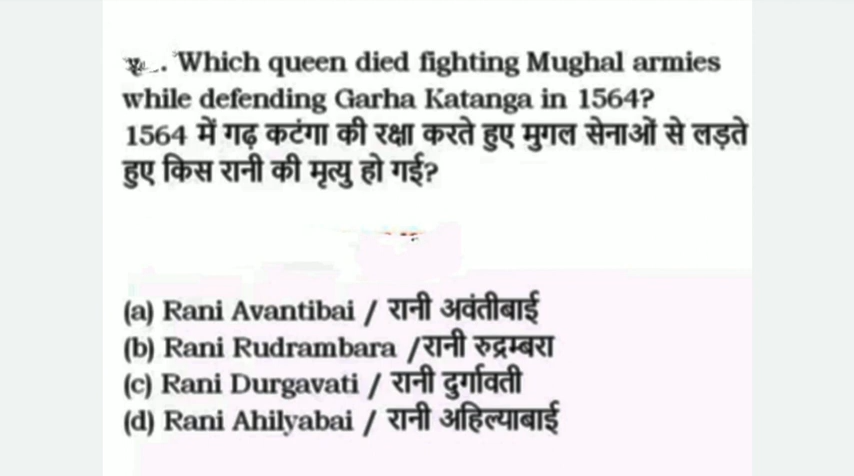 . Which queen died fighting Mughal armies
while defending Garha Katanga in 1564?
1564 में गढ़ कटंगा की रक्षा करते हुए मुगल सेनाओं से लड़ते
हुए किस रानी की मृत्यु हो गई?
(a) Rani Avantibai / रानी अवंतीबाई
(b) Rani Rudrambara /रानी रुद्रम्बरा
(c) Rani Durgavati / रानी दुर्गावती
(d) Rani Ahilyabai / रानी अहिल्याबाई